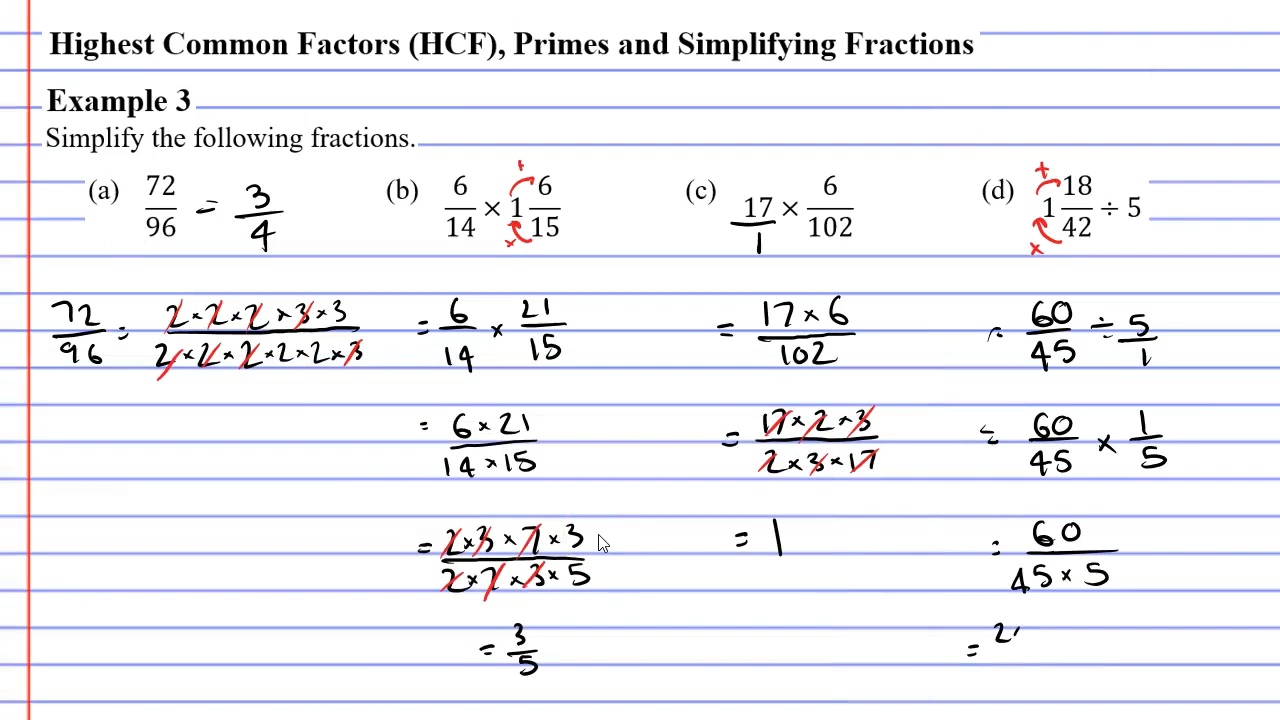 Highest Common Factors (HCF), Primes and Simplifying Fractions
Example 3
Simplify the following fractions.
(a) 72/96 = 3/4
72/96 = 2 × 2 × 2 × 3 × 3 / 2 × 2 × 2 × 2 × 2 × 3
(b) 6/14 × 1 6/15
+
×
= 6/14 × 21/15
= 6 × 21 / 14 × 15
= 2 × 3 × 7 × 3 / 2 × 7 × 3 × 5
= 3/5
(c) 17/1 × 6/102
= 17 × 6 / 102
= 17 × 2 × 3 / 2 × 3 × 17
= 1
(d) 1 18/42 ÷ 5
+
×
= 60/45 ÷ 5/1
= 60/45 × 1/5
= 60 / 45 × 5
= 2